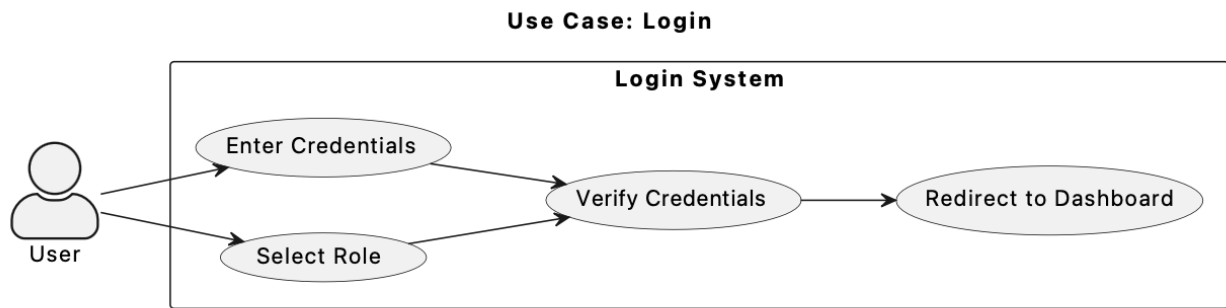 Use Case: Login
Login System
Enter Credentials
Verify Credentials
Redirect to Dashboard
Select Role
User